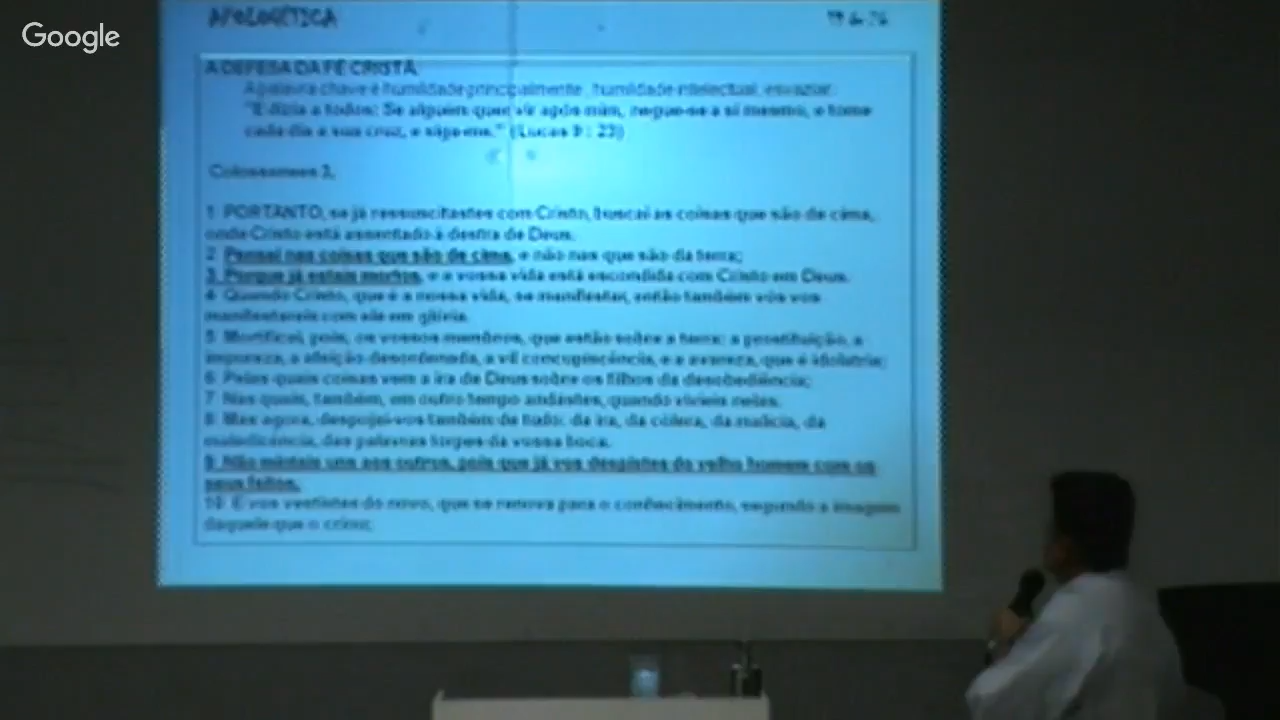 Google
APOLOGÉTICA
A DEFESA DA FÉ CRISTÃ
A palavra chave é humildade principalmente, humildade intelectual, esvaziar.
"E dizia a todos: Se alguém quer vir após mim, negue-se a si mesmo, e tome
cada dia a sua cruz, e siga-me." (Lucas 9 : 23)
Colossenses 3,
1 PORTANTO, se já ressuscitastes com Cristo, buscai as coisas que são de cima,
onde Cristo está assentado à destra de Deus.
2 Pensai nas coisas que são de cima, e não nas que são da terra;
3 Porque já estais mortos, e a vossa vida está escondida com Cristo em Deus.
4 Quando Cristo, que é a nossa vida, se manifestar, então também vós vos
manifestareis com ele em glória.
5 Mortificai, pois, os vossos membros, que estão sobre a terra: a prostituição, a
impureza, a afeição desordenada, a vil concupiscência, e a avareza, que é idolatria;
6 Pelas quais coisas vem a ira de Deus sobre os filhos da desobediência;
7 Nas quais, também, em outro tempo andastes, quando vivíeis nelas.
8 Mas agora, despojai-vos também de tudo: da ira, da cólera, da malícia, da
maledicência, das palavras torpes da vossa boca.
9 Não mintais uns aos outros, pois que já vos despistes do velho homem com os
seus feitos,
10 E vos vestistes do novo, que se renova para o conhecimento, segundo a imagem
daquele que o criou;